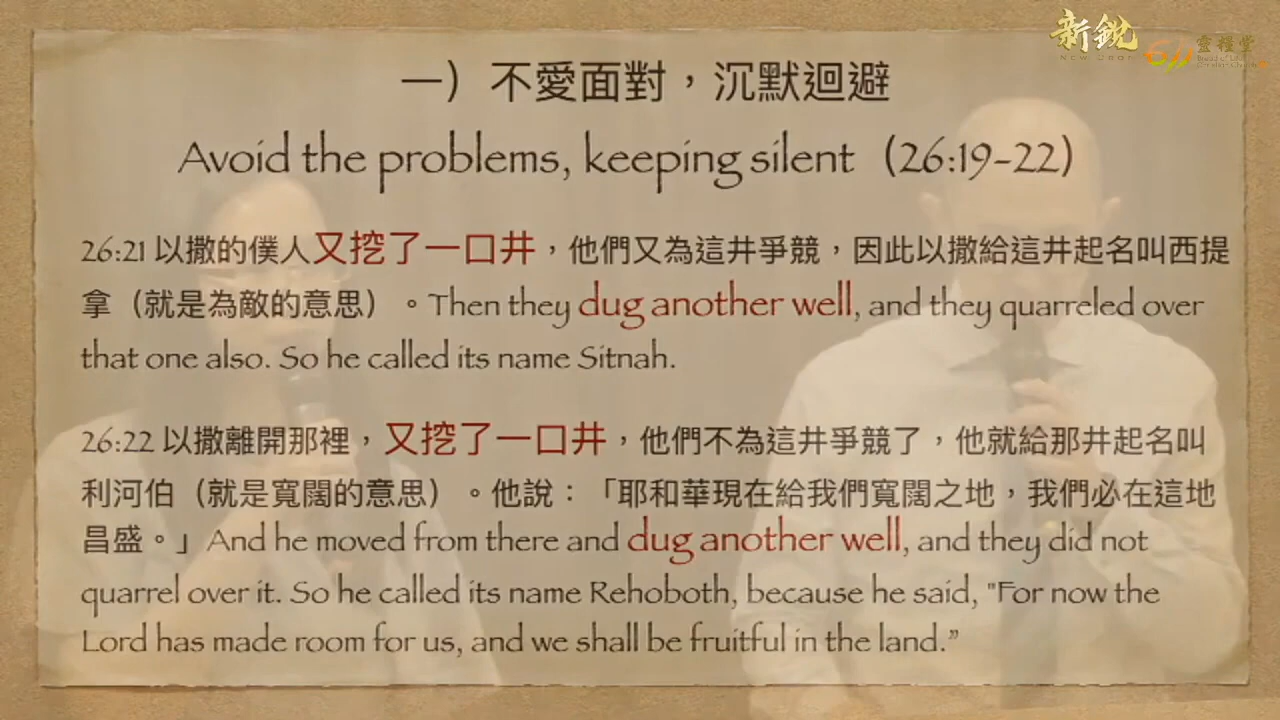 新銳
NEW DEOR
611 靈糧堂
Bread of Life
Christian Church
一）不愛面對，沉默迴避
Avoid the problems, keeping silent（26:19-22）
26:21 以撒的僕人又挖了一口井，他們又為這井爭競，因此以撒給這井起名叫西提
拿（就是為敵的意思）。Then they dug another well, and they quarreled over
that one also. So he called its name Sitnah.
26:22 以撒離開那裡，又挖了一口井，他們不為這井爭競了，他就給那井起名叫
利河伯（就是寬闊的意思）。他說：「耶和華現在給我們寬闊之地，我們必在這地
昌盛。」And he moved from there and dug another well, and they did not
quarrel over it. So he called its name Rehoboth, because he said, "For now the
Lord has made room for us, and we shall be fruitful in the land.”